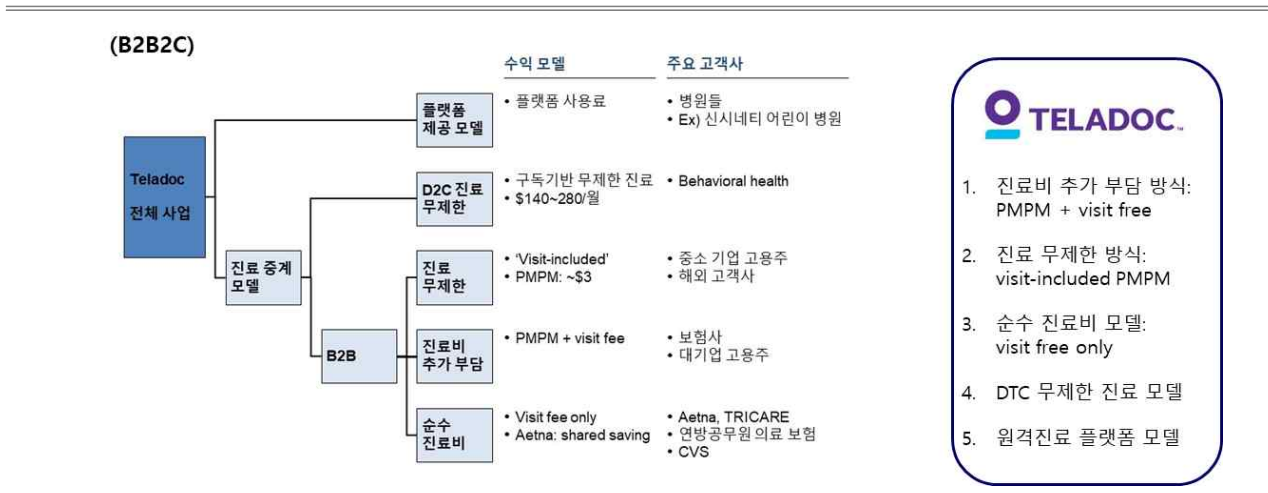 (B2B2C)
수익 모델
주요 고객사
Teladoc
전체 사업
플랫폼
제공 모델
• 플랫폼 사용료
• 병원들
• Ex) 신시네티 어린이 병원
진료 중계
모델
D2C 진료
무제한
• 구독기반 무제한 진료
• $140~280/월
• Behavioral health
B2B
진료
무제한
• ‘Visit-included’
• PMPM: ~$3
• 중소 기업 고용주
• 해외 고객사
진료비
추가 부담
• PMPM + visit fee
• 보험사
• 대기업 고용주
순수
진료비
• Visit fee only
• Aetna: shared saving
• Aetna, TRICARE
• 연방공무원 의료 보험
• CVS
TELADOC™
1. 진료비 추가 부담 방식:
PMPM + visit free
2. 진료 무제한 방식:
visit-included PMPM
3. 순수 진료비 모델:
visit free only
4. DTC 무제한 진료 모델
5. 원격진료 플랫폼 모델